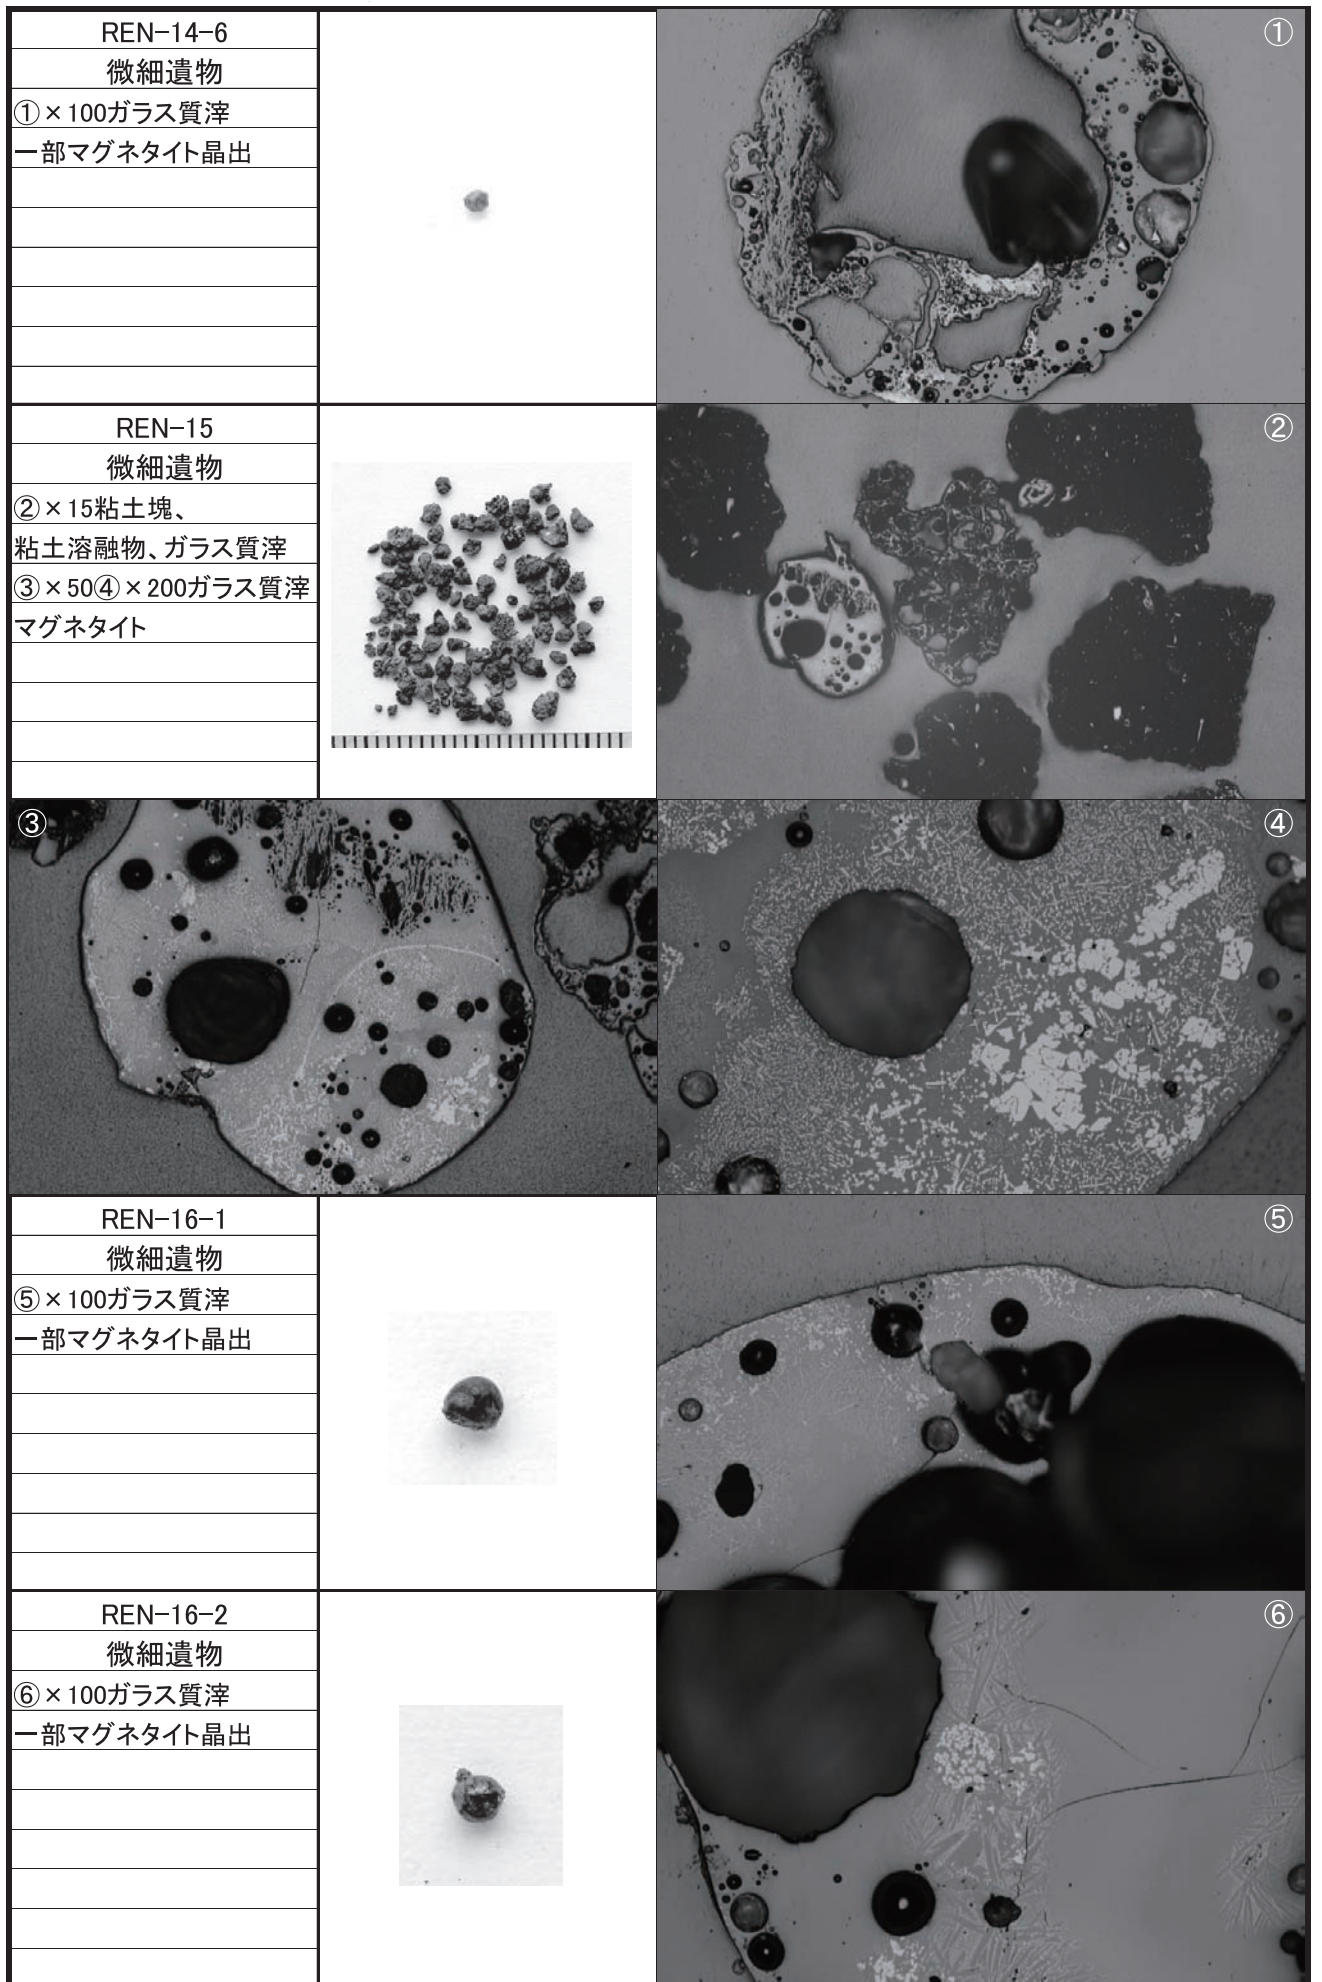 REN-14-6
微細遺物
①×100ガラス質滓
一部マグネタイト晶出
①
REN-15
微細遺物
②×15粘土塊、
粘土溶融物、ガラス質滓
③×50④×200ガラス質滓
マグネタイト
②
③
④
REN-16-1
微細遺物
⑤×100ガラス質滓
一部マグネタイト晶出
⑤
REN-16-2
微細遺物
⑥×100ガラス質滓
一部マグネタイト晶出
⑥